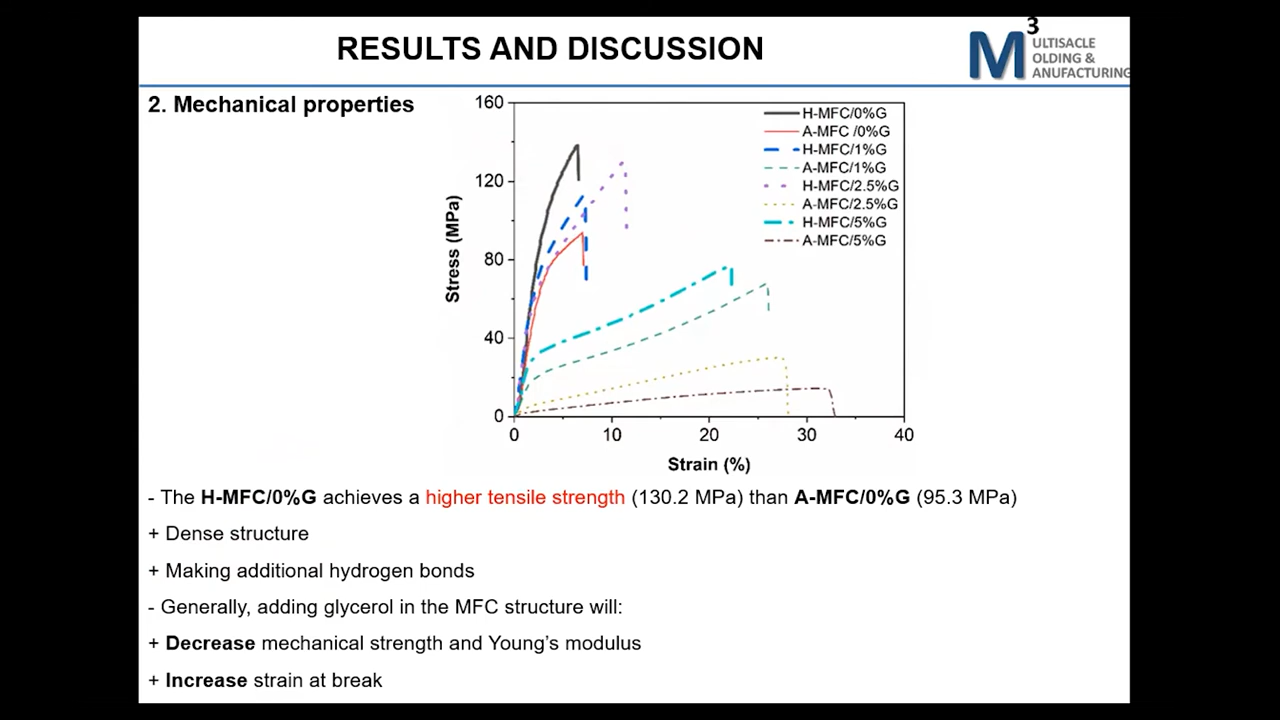 RESULTS AND DISCUSSION
M3
ULTISACLE
OLDING &
ANUFACTURING
2. Mechanical properties
160
120
80
40
0
Stress (MPa)
0 10 20 30 40
Strain (%)
H-MFC/0%G
A-MFC /0%G
H-MFC/1%G
A-MFC/1%G
H-MFC/2.5%G
A-MFC/2.5%G
H-MFC/5%G
A-MFC/5%G
- The H-MFC/0%G achieves a higher tensile strength (130.2 MPa) than A-MFC/0%G (95.3 MPa)
+ Dense structure
+ Making additional hydrogen bonds
- Generally, adding glycerol in the MFC structure will:
+ Decrease mechanical strength and Young’s modulus
+ Increase strain at break